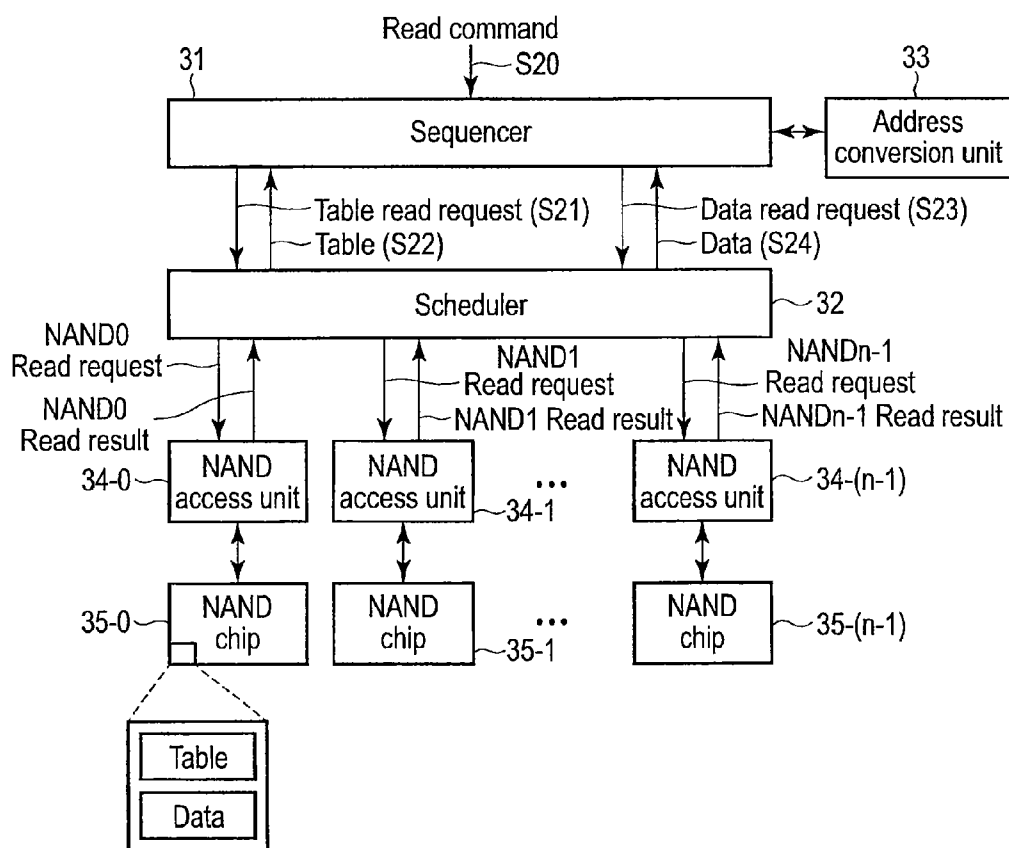 Read command
S20
31
33
Sequencer
Address
conversion unit
Table read request (S21)
Table (S22)
Data read request (S23)
Data (S24)
Scheduler
32
NAND0
Read request
NAND0
Read result
NAND1
Read request
NAND1 Read result
NANDn-1
Read request
NANDn-1 Read result
34-0
NAND
access unit
NAND
access unit
34-1
...
NAND
access unit
34-(n-1)
35-0
NAND
chip
NAND
chip
35-1
...
NAND
chip
35-(n-1)
Table
Data